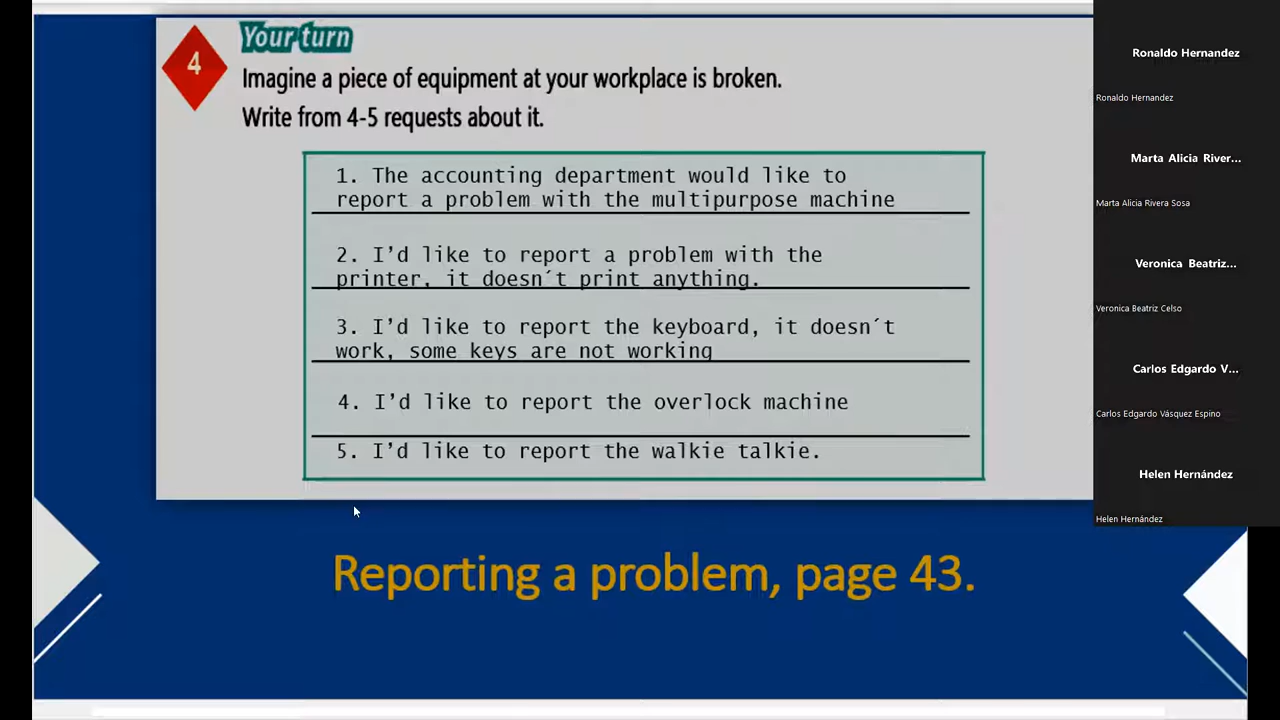 4
Your turn
Imagine a piece of equipment at your workplace is broken.
Write from 4-5 requests about it.
1. The accounting department would like to
report a problem with the multipurpose machine
2. I’d like to report a problem with the
printer, it doesn´t print anything.
3. I’d like to report the keyboard, it doesn´t
work, some keys are not working
4. I’d like to report the overlock machine
5. I’d like to report the walkie talkie.
Reporting a problem, page 43.
Ronaldo Hernandez
Ronaldo Hernandez
Marta Alicia River...
Marta Alicia Rivera Sosa
Veronica Beatriz...
Veronica Beatriz Celso
Carlos Edgardo V...
Carlos Edgardo Vásquez Espino
Helen Hernández
Helen Hernández